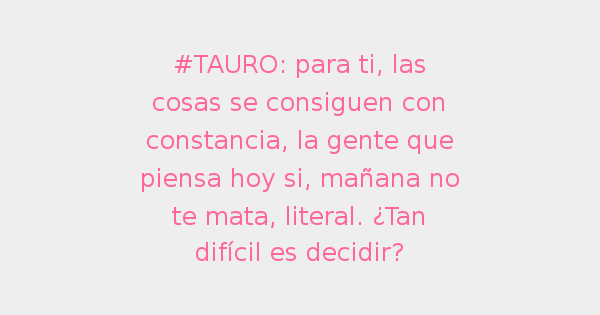 #TAURO: para ti, las
cosas se consiguen con
constancia, la gente que
piensa hoy si, mañana no
te mata, literal. ¿Tan
difícil es decidir?